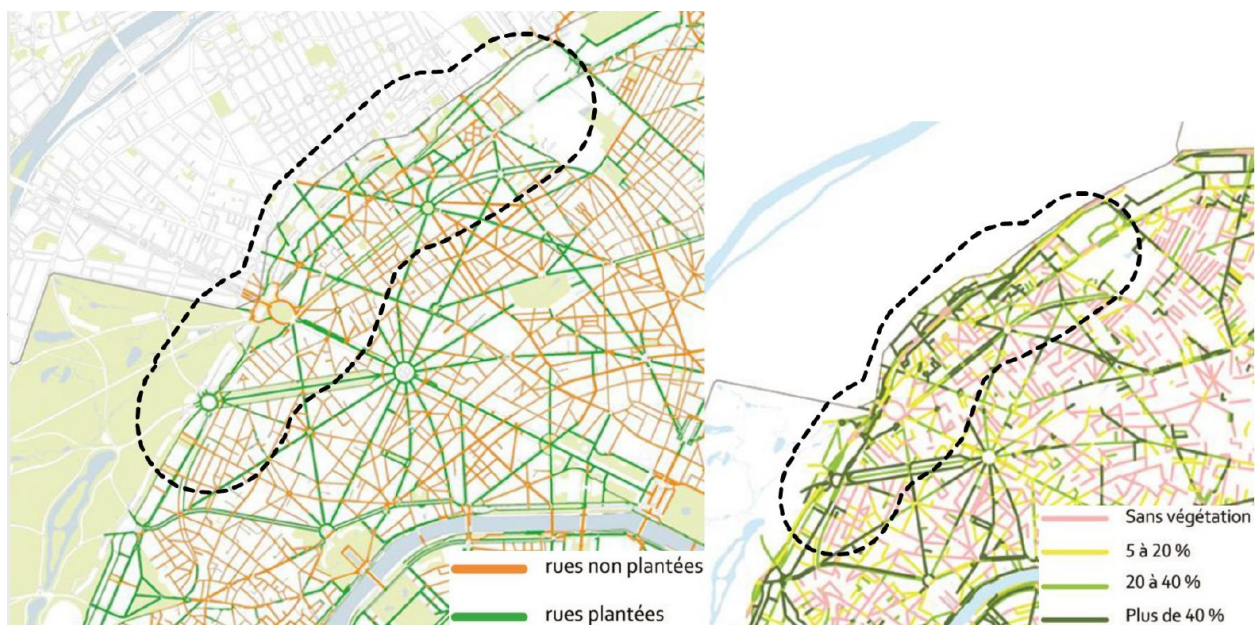 rues non plantées
rues plantées
Sans végétation
5 à 20 %
20 à 40 %
Plus de 40 %